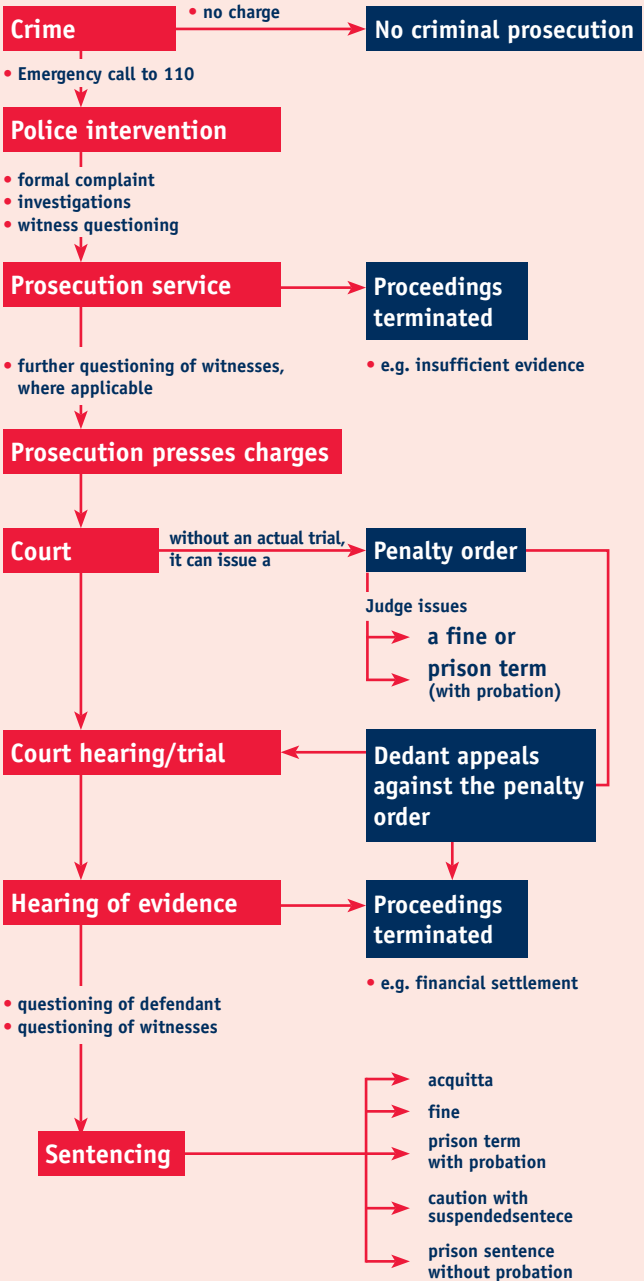 • no charge
Crime
No criminal prosecution
• Emergency call to 110
Police intervention
• formal complaint
• investigations
• witness questioning
Prosecution service
Proceedings
terminated
• e.g. insufficient evidence
• further questioning of witnesses,
where applicable
Prosecution presses charges
Court
without an actual trial,
it can issue a
Penalty order
Judge issues
a fine or
prison term
(with probation)
Court hearing/trial
Dedant appeals
against the penalty
order
Hearing of evidence
Proceedings
terminated
• e.g. financial settlement
• questioning of defendant
• questioning of witnesses
Sentencing
acquitta
fine
prison term
with probation
caution with
suspendedsentece
prison sentence
without probation